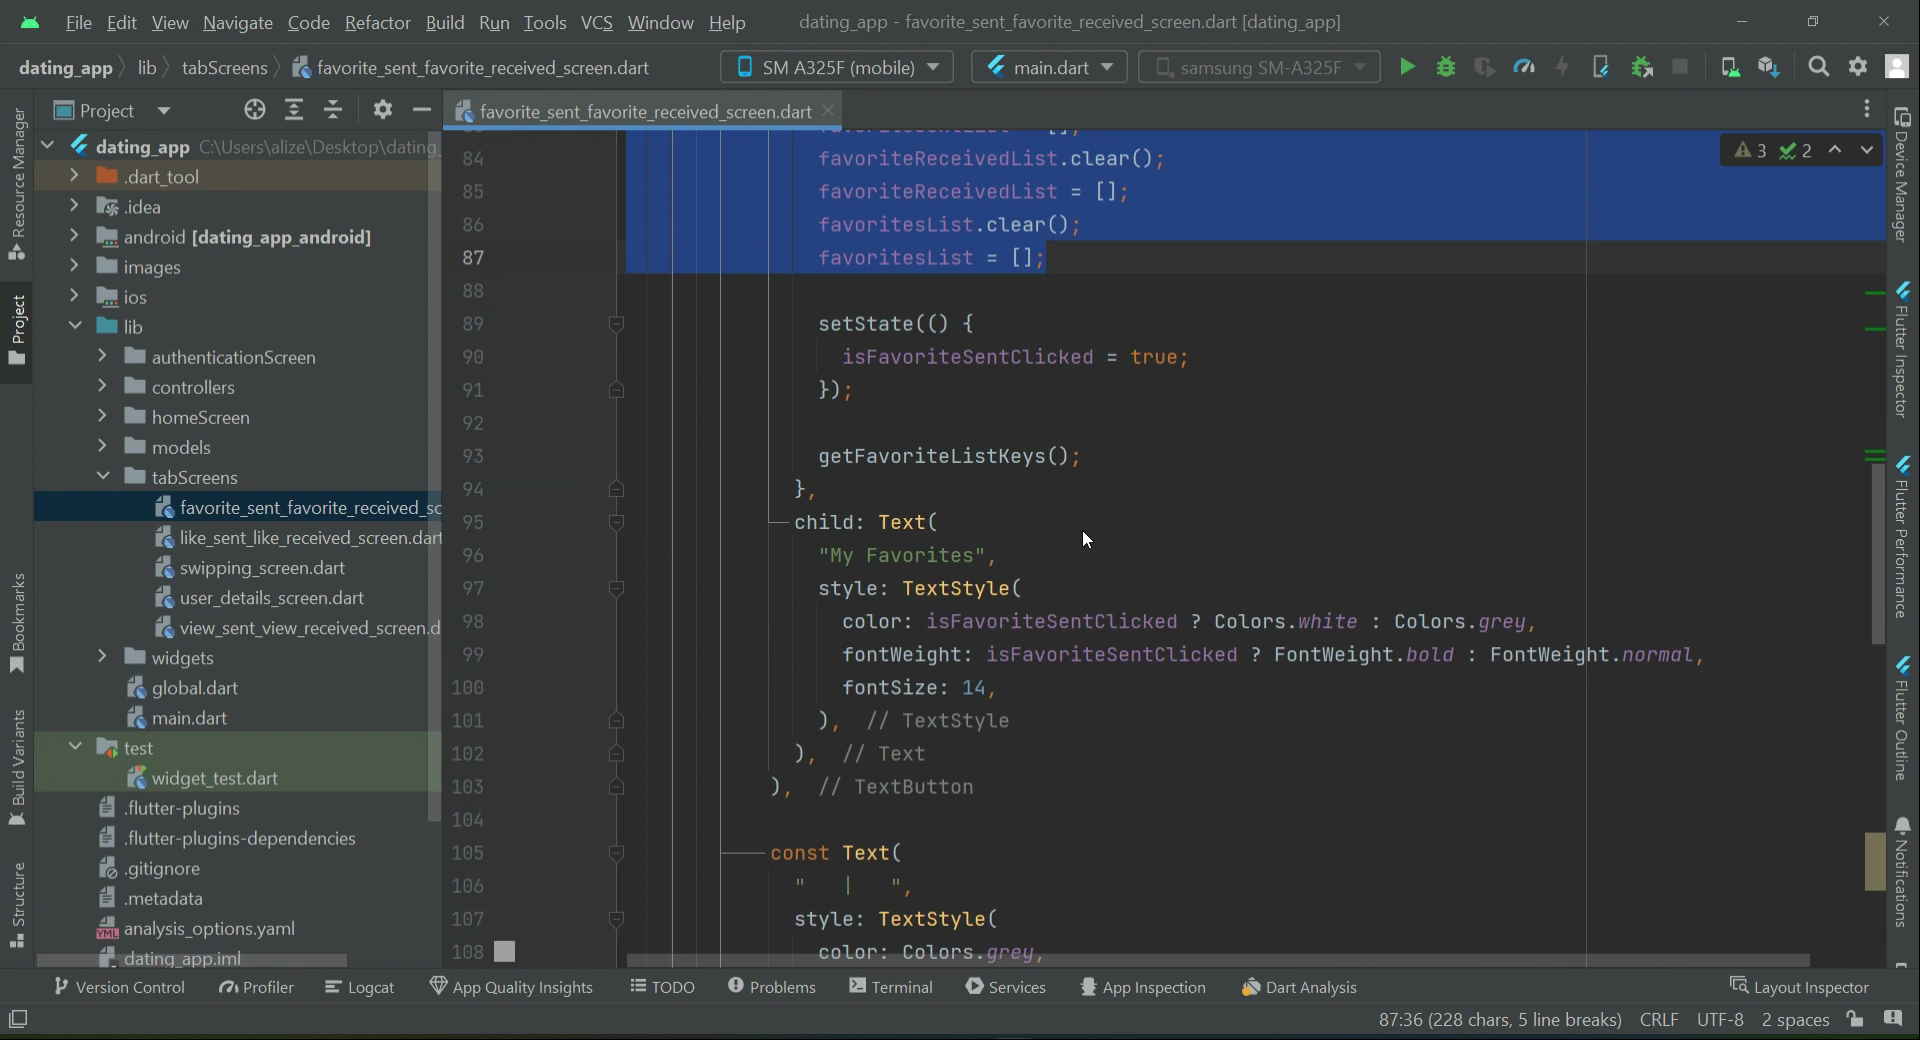 File Edit View Navigate Code Refactor Build Run Tools VCS Window Help dating_app - favorite_sent_favorite_received_screen.dart [dating_app]
dating_app lib tabScreens favorite_sent_favorite_received_screen.dart SM A325F (mobile) main.dart samsung SM-A325F
Project favorite_sent_favorite_received_screen.dart
Resource Manager
Project
Bookmarks
Build Variants
Structure
dating_app C:\Users\alize\Desktop\dating_
.dart_tool
.idea
android [dating_app_android]
images
ios
lib
authenticationScreen
controllers
homeScreen
models
tabScreens
favorite_sent_favorite_received_sc
like_sent_like_received_screen.dart
swipping_screen.dart
user_details_screen.dart
view_sent_view_received_screen.d
widgets
global.dart
main.dart
test
widget_test.dart
.flutter-plugins
.flutter-plugins-dependencies
.gitignore
.metadata
analysis_options.yaml
dating_app.iml
3 2
84 favoriteReceivedList.clear();
85 favoriteReceivedList = [];
86 favoritesList.clear();
87 favoritesList = [];
88
89 setState(() {
90 isFavoriteSentClicked = true;
91 });
92
93 getFavoriteListKeys();
94 },
95 child: Text(
96 "My Favorites",
97 style: TextStyle(
98 color: isFavoriteSentClicked ? Colors.white : Colors.grey,
99 fontWeight: isFavoriteSentClicked ? FontWeight.bold : FontWeight.normal,
100 fontSize: 14,
101 ), // TextStyle
102 ), // Text
103 ), // TextButton
104
105 const Text(
106 "   |   ",
107 style: TextStyle(
108 color: Colors.grey,
Device Manager
Flutter Inspector
Flutter Performance
Flutter Outline
Notifications
Version Control Profiler Logcat App Quality Insights TODO Problems Terminal Services App Inspection Dart Analysis Layout Inspector
87:36 (228 chars, 5 line breaks) CRLF UTF-8 2 spaces